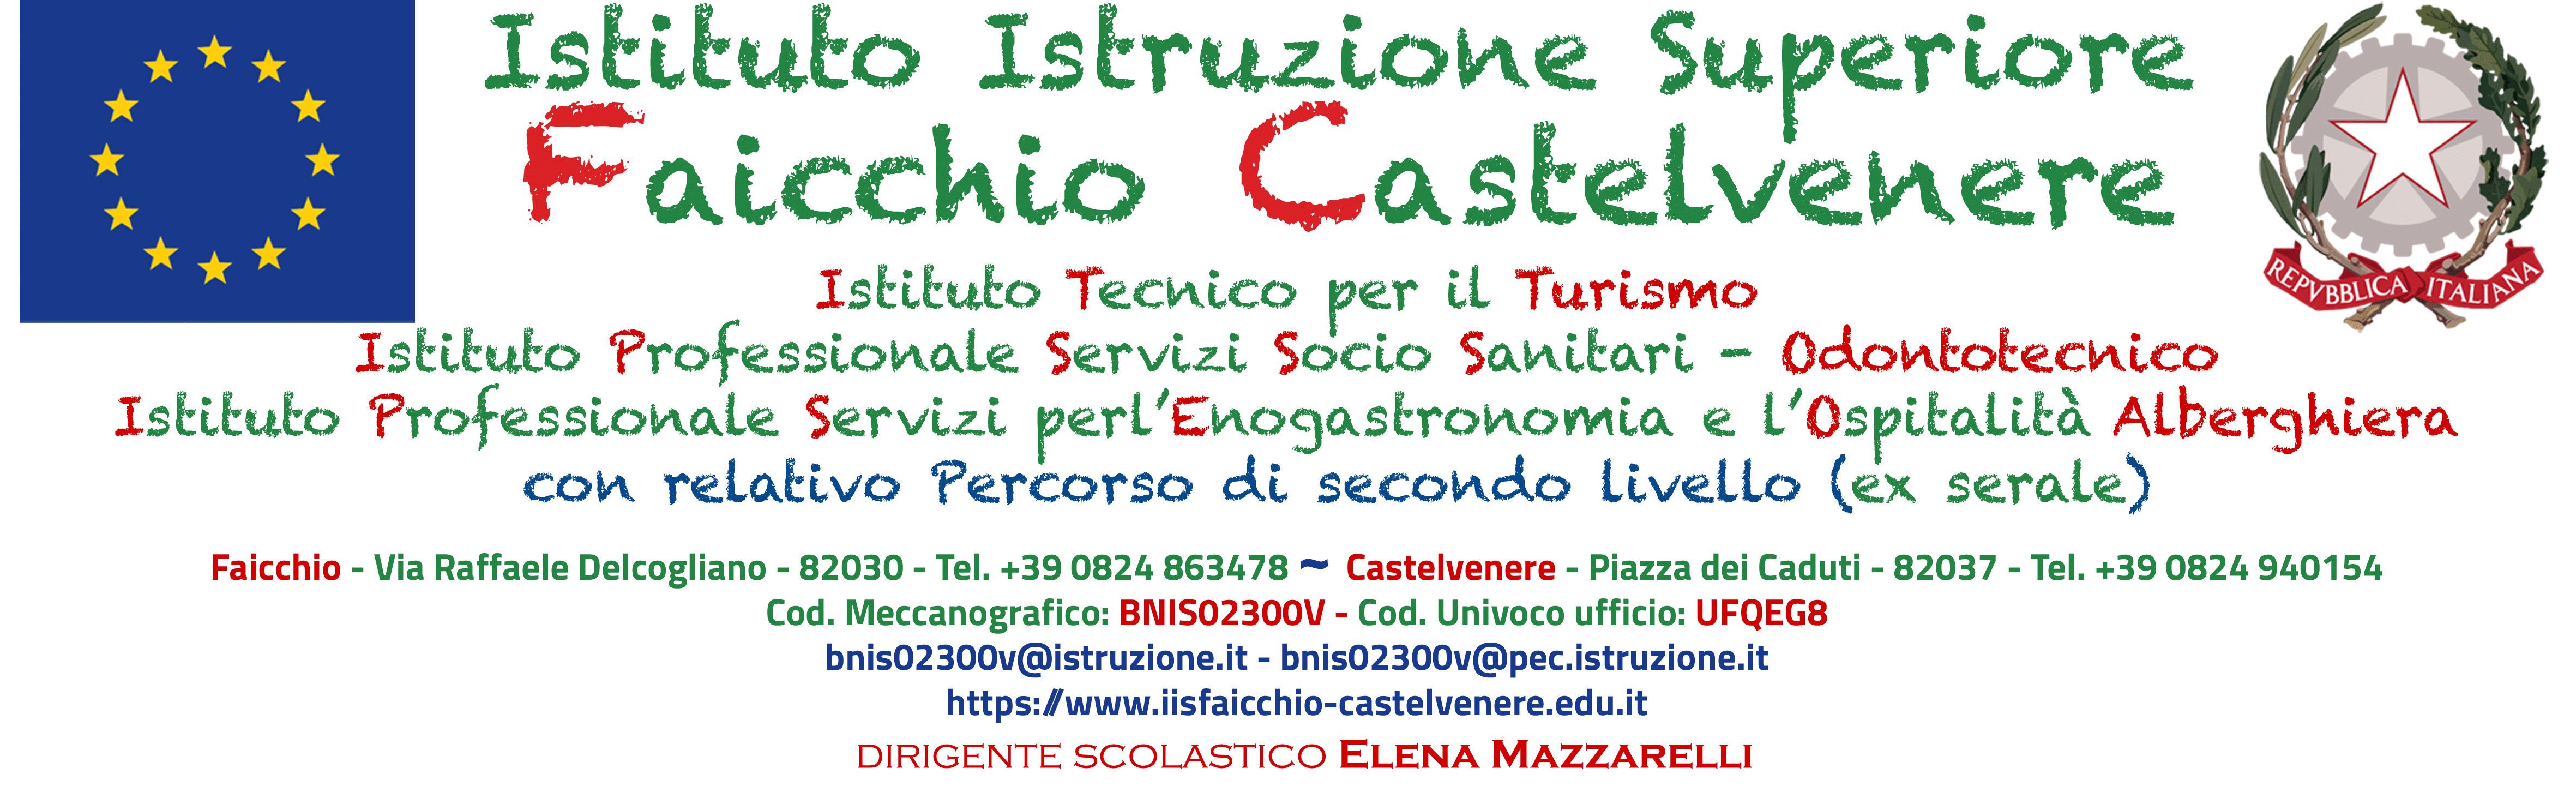 Istituto Istruzione Superiore
Faicchio Castelvenere
REPVBBLICA ITALIANA
Istituto Tecnico per il Turismo
Istituto Professionale Servizi Socio Sanitari - Odontotecnico
Istituto Professionale Servizi perl'Enogastronomia e l'Ospitalità Alberghiera
con relativo Percorso di secondo livello (ex serale)
Faicchio - Via Raffaele Delcogliano - 82030 - Tel. +39 0824 863478 ~ Castelvenere - Piazza dei Caduti - 82037 - Tel. +39 0824 940154
Cod. Meccanografico: BNIS02300V - Cod. Univoco ufficio: UFQEG8
bnis02300v@istruzione.it - bnis02300v@pec.istruzione.it
https://www.iisfaicchio-castelvenere.edu.it
DIRIGENTE SCOLASTICO ELENA MAZZARELLI